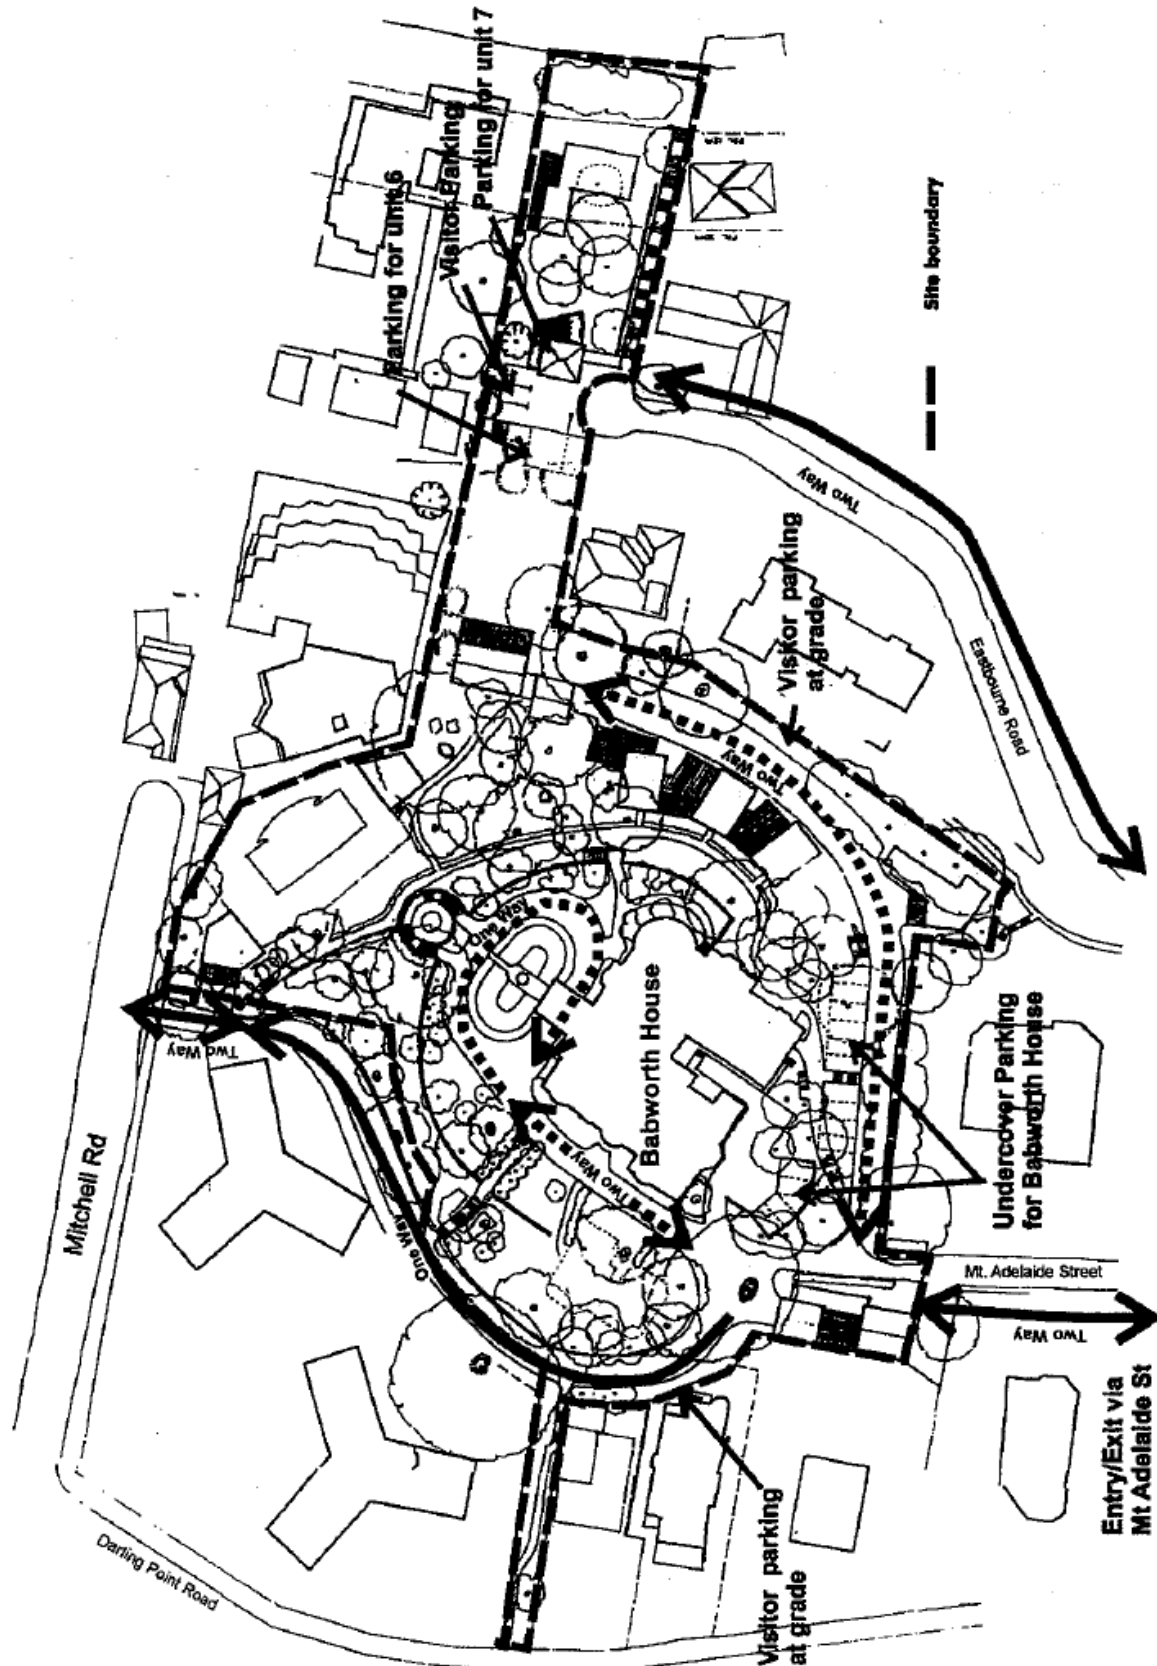 Parking for unit 7
Visitor Parking
Parking for unit 6
Site boundary
Two Way
Visitor parking
at grade
Eastbourne Road
Two Way
One Way
Two Way
Mitchell Rd
Babworth House
Two Way
One Way
Undercover Parking
for Babworth House
Mt. Adelaide Street
Two Way
Entry/Exit via
Mt Adelaide St
Visitor parking
at grade
Darling Point Road